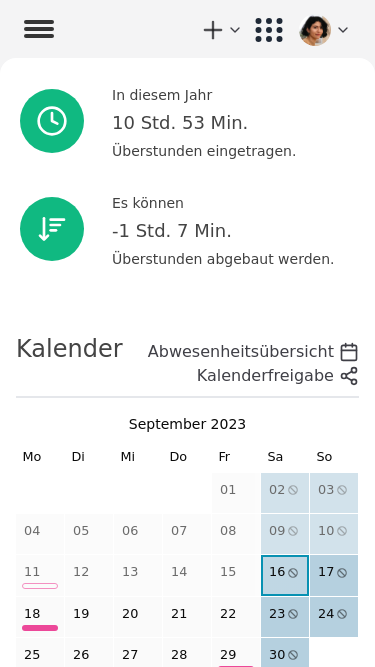 In diesem Jahr
10 Std. 53 Min.
Überstunden eingetragen.
Es können
-1 Std. 7 Min.
Überstunden abgebaut werden.
Kalender
Abwesenheitsübersicht
Kalenderfreigabe
September 2023
Mo Di Mi Do Fr Sa So
01 02 03
04 05 06 07 08 09 10
11 12 13 14 15 16 17
18 19 20 21 22 23 24
25 26 27 28 29 30